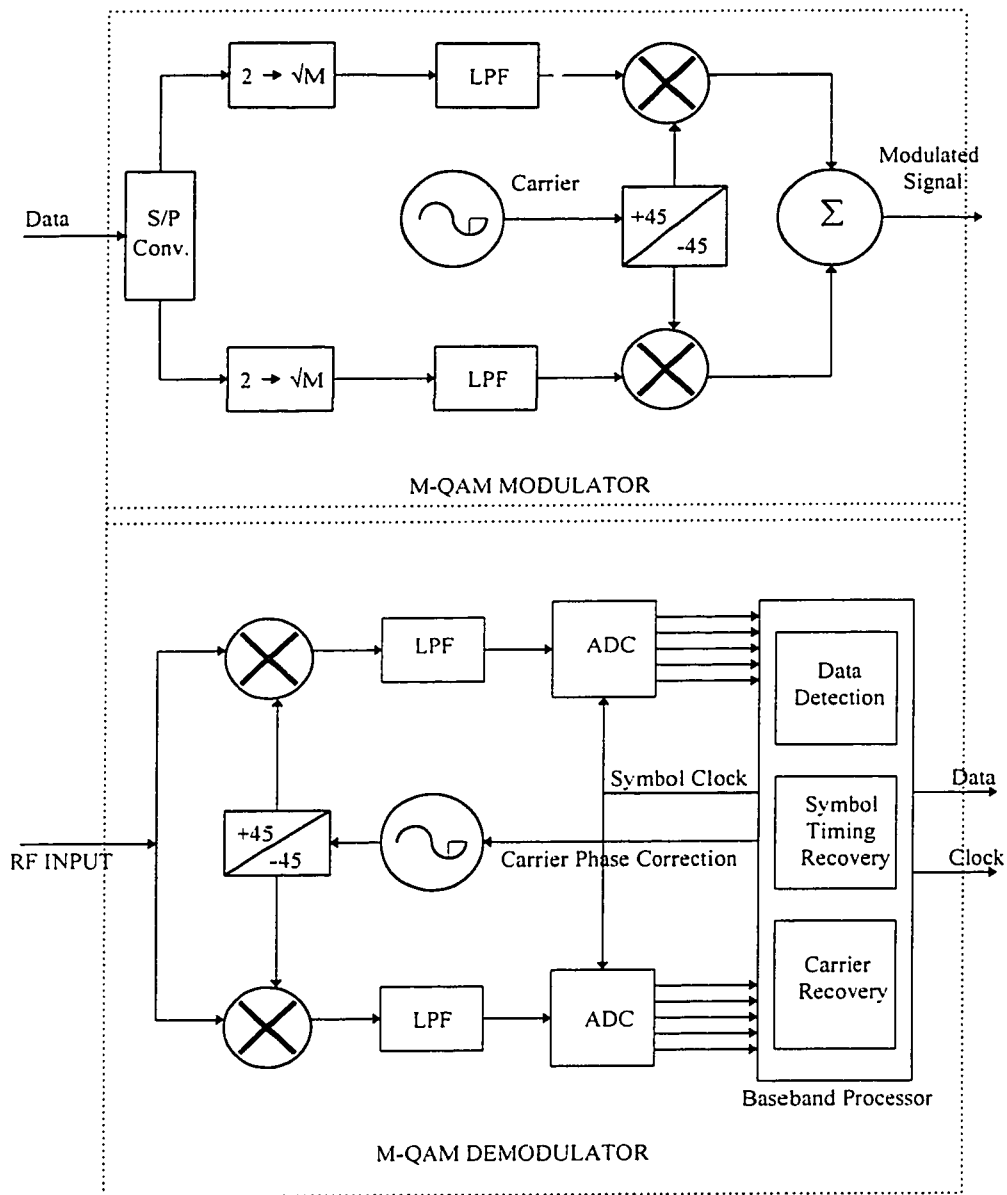 2 → √M
LPF
Carrier
Modulated
Signal
Data
S/P
Conv.
+45
-45
Σ
2 → √M
LPF
M-QAM MODULATOR
LPF
ADC
Data
Detection
Symbol Clock
Data
Symbol
Timing
Recovery
+45
-45
RF INPUT
Carrier Phase Correction
Clock
Carrier
Recovery
LPF
ADC
Baseband Processor
M-QAM DEMODULATOR